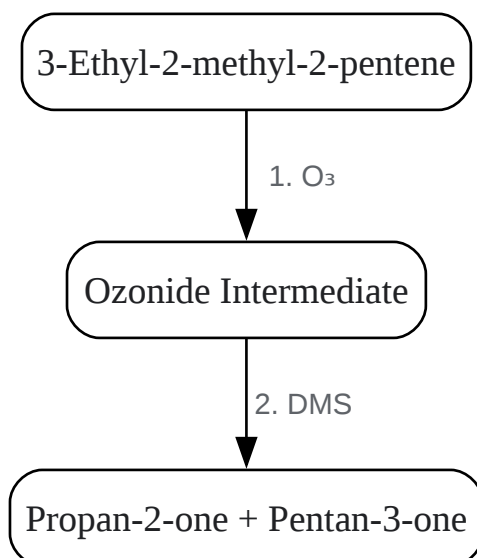 3-Ethyl-2-methyl-2-pentene
1. O₃
Ozonide Intermediate
2. DMS
Propan-2-one + Pentan-3-one